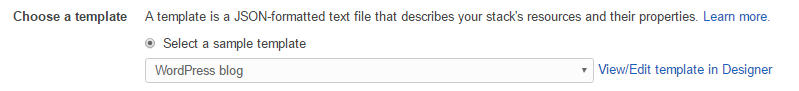 Choose a template A template is a JSON-formatted text file that describes your stack's resources and their properties. Learn more.
Select a sample template
WordPress blog View/Edit template in Designer